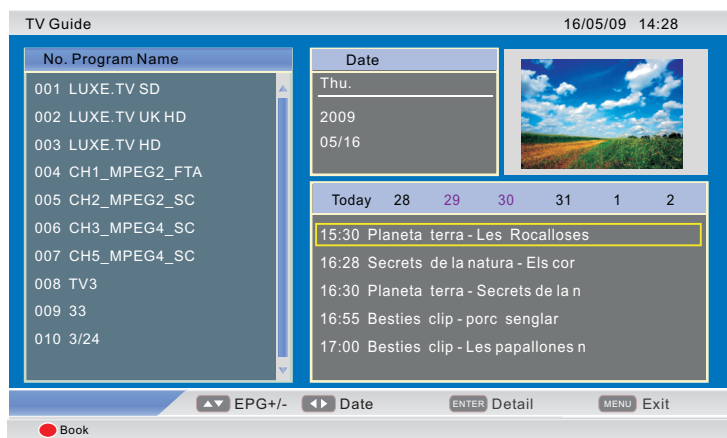 TV Guide 16/05/09 14:28
No. Program Name
001 LUXE.TV SD
002 LUXE.TV UK HD
003 LUXE.TV HD
004 CH1_MPEG2_FTA
005 CH2_MPEG2_SC
006 CH3_MPEG4_SC
007 CH5_MPEG4_SC
008 TV3
009 33
010 3/24
Date
Thu.
2009
05/16
Today 28 29 30 31 1 2
15:30 Planeta terra - Les Rocalloses
16:28 Secrets de la natura - Els cor
16:30 Planeta terra - Secrets de la n
16:55 Besties clip - porc senglar
17:00 Besties clip - Les papallones n
EPG+/- Date ENTER Detail MENU Exit
Book